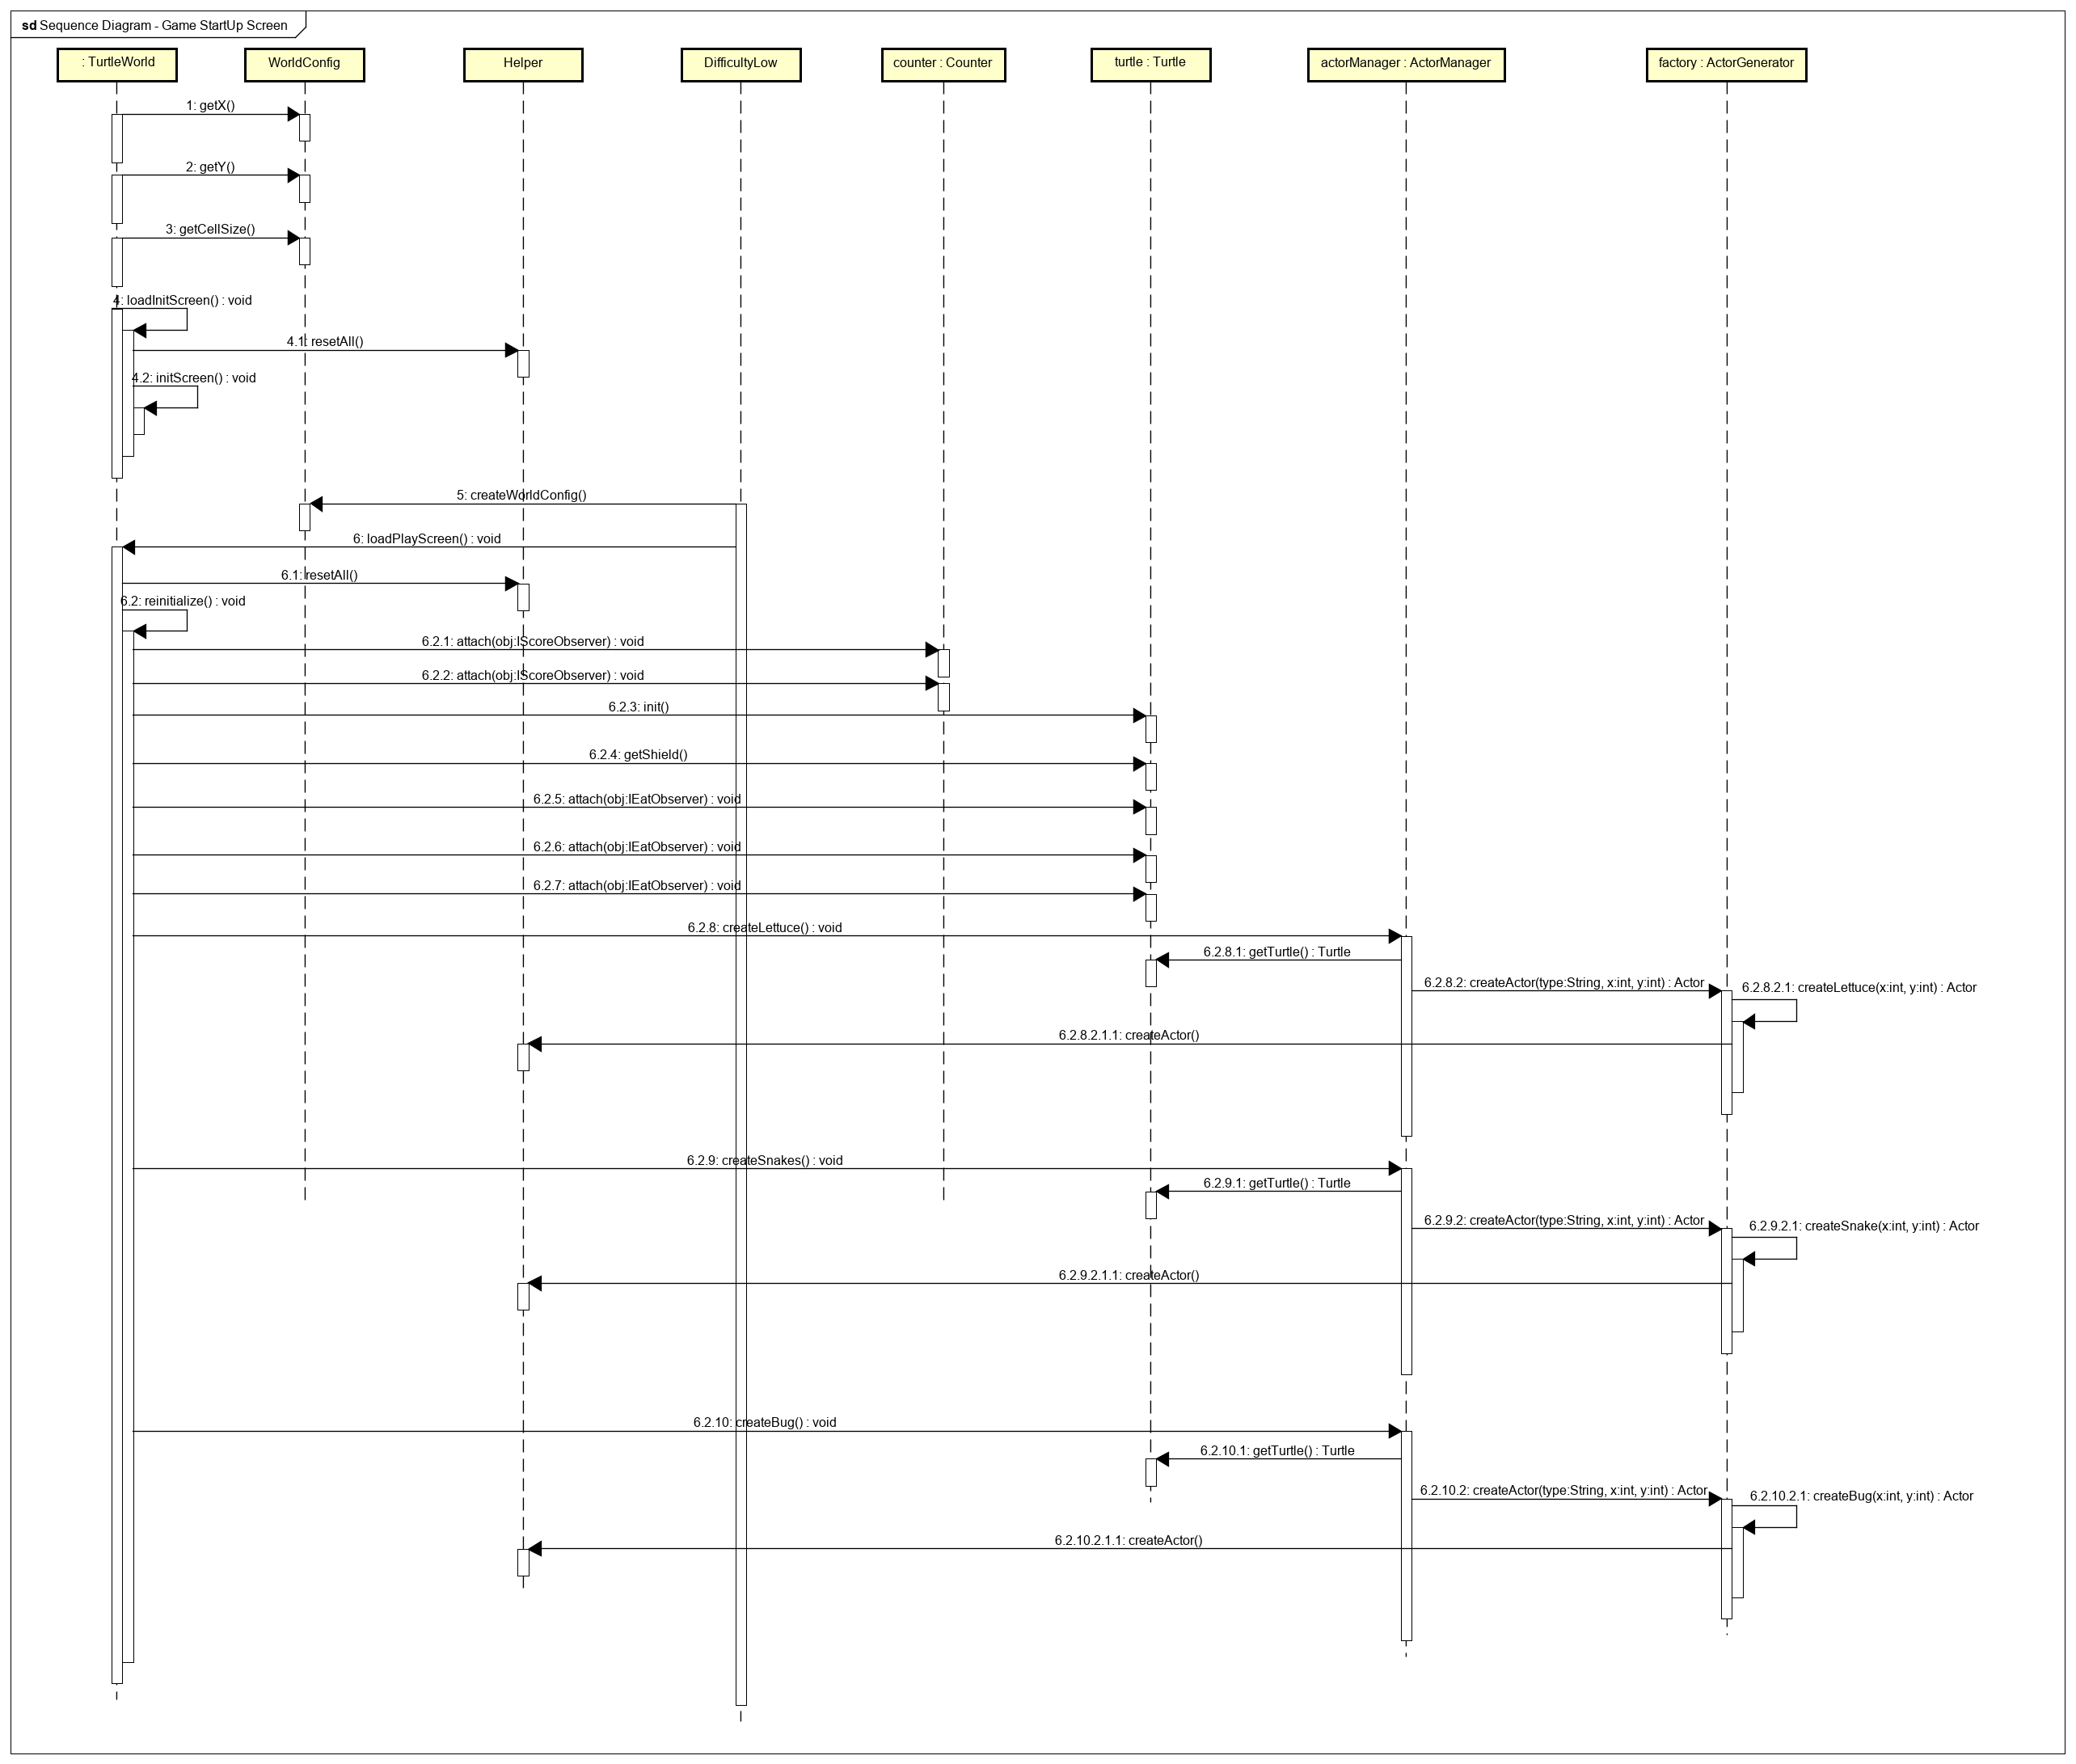 sd Sequence Diagram - Game StartUp Screen
: TurtleWorld
WorldConfig
Helper
DifficultyLow
counter : Counter
turtle : Turtle
actorManager : ActorManager
factory : ActorGenerator
1: getX()
2: getY()
3: getCellSize()
4: loadInitScreen() : void
4.1: resetAll()
4.2: initScreen() : void
5: createWorldConfig()
6: loadPlayScreen() : void
6.1: resetAll()
6.2: reinitialize() : void
6.2.1: attach(obj:IScoreObserver) : void
6.2.2: attach(obj:IScoreObserver) : void
6.2.3: init()
6.2.4: getShield()
6.2.5: attach(obj:IEatObserver) : void
6.2.6: attach(obj:IEatObserver) : void
6.2.7: attach(obj:IEatObserver) : void
6.2.8: createLettuce() : void
6.2.8.1: getTurtle() : Turtle
6.2.8.2: createActor(type:String, x:int, y:int) : Actor
6.2.8.2.1: createLettuce(x:int, y:int) : Actor
6.2.8.2.1.1: createActor()
6.2.9: createSnakes() : void
6.2.9.1: getTurtle() : Turtle
6.2.9.2: createActor(type:String, x:int, y:int) : Actor
6.2.9.2.1: createSnake(x:int, y:int) : Actor
6.2.9.2.1.1: createActor()
6.2.10: createBug() : void
6.2.10.1: getTurtle() : Turtle
6.2.10.2: createActor(type:String, x:int, y:int) : Actor
6.2.10.2.1: createBug(x:int, y:int) : Actor
6.2.10.2.1.1: createActor()